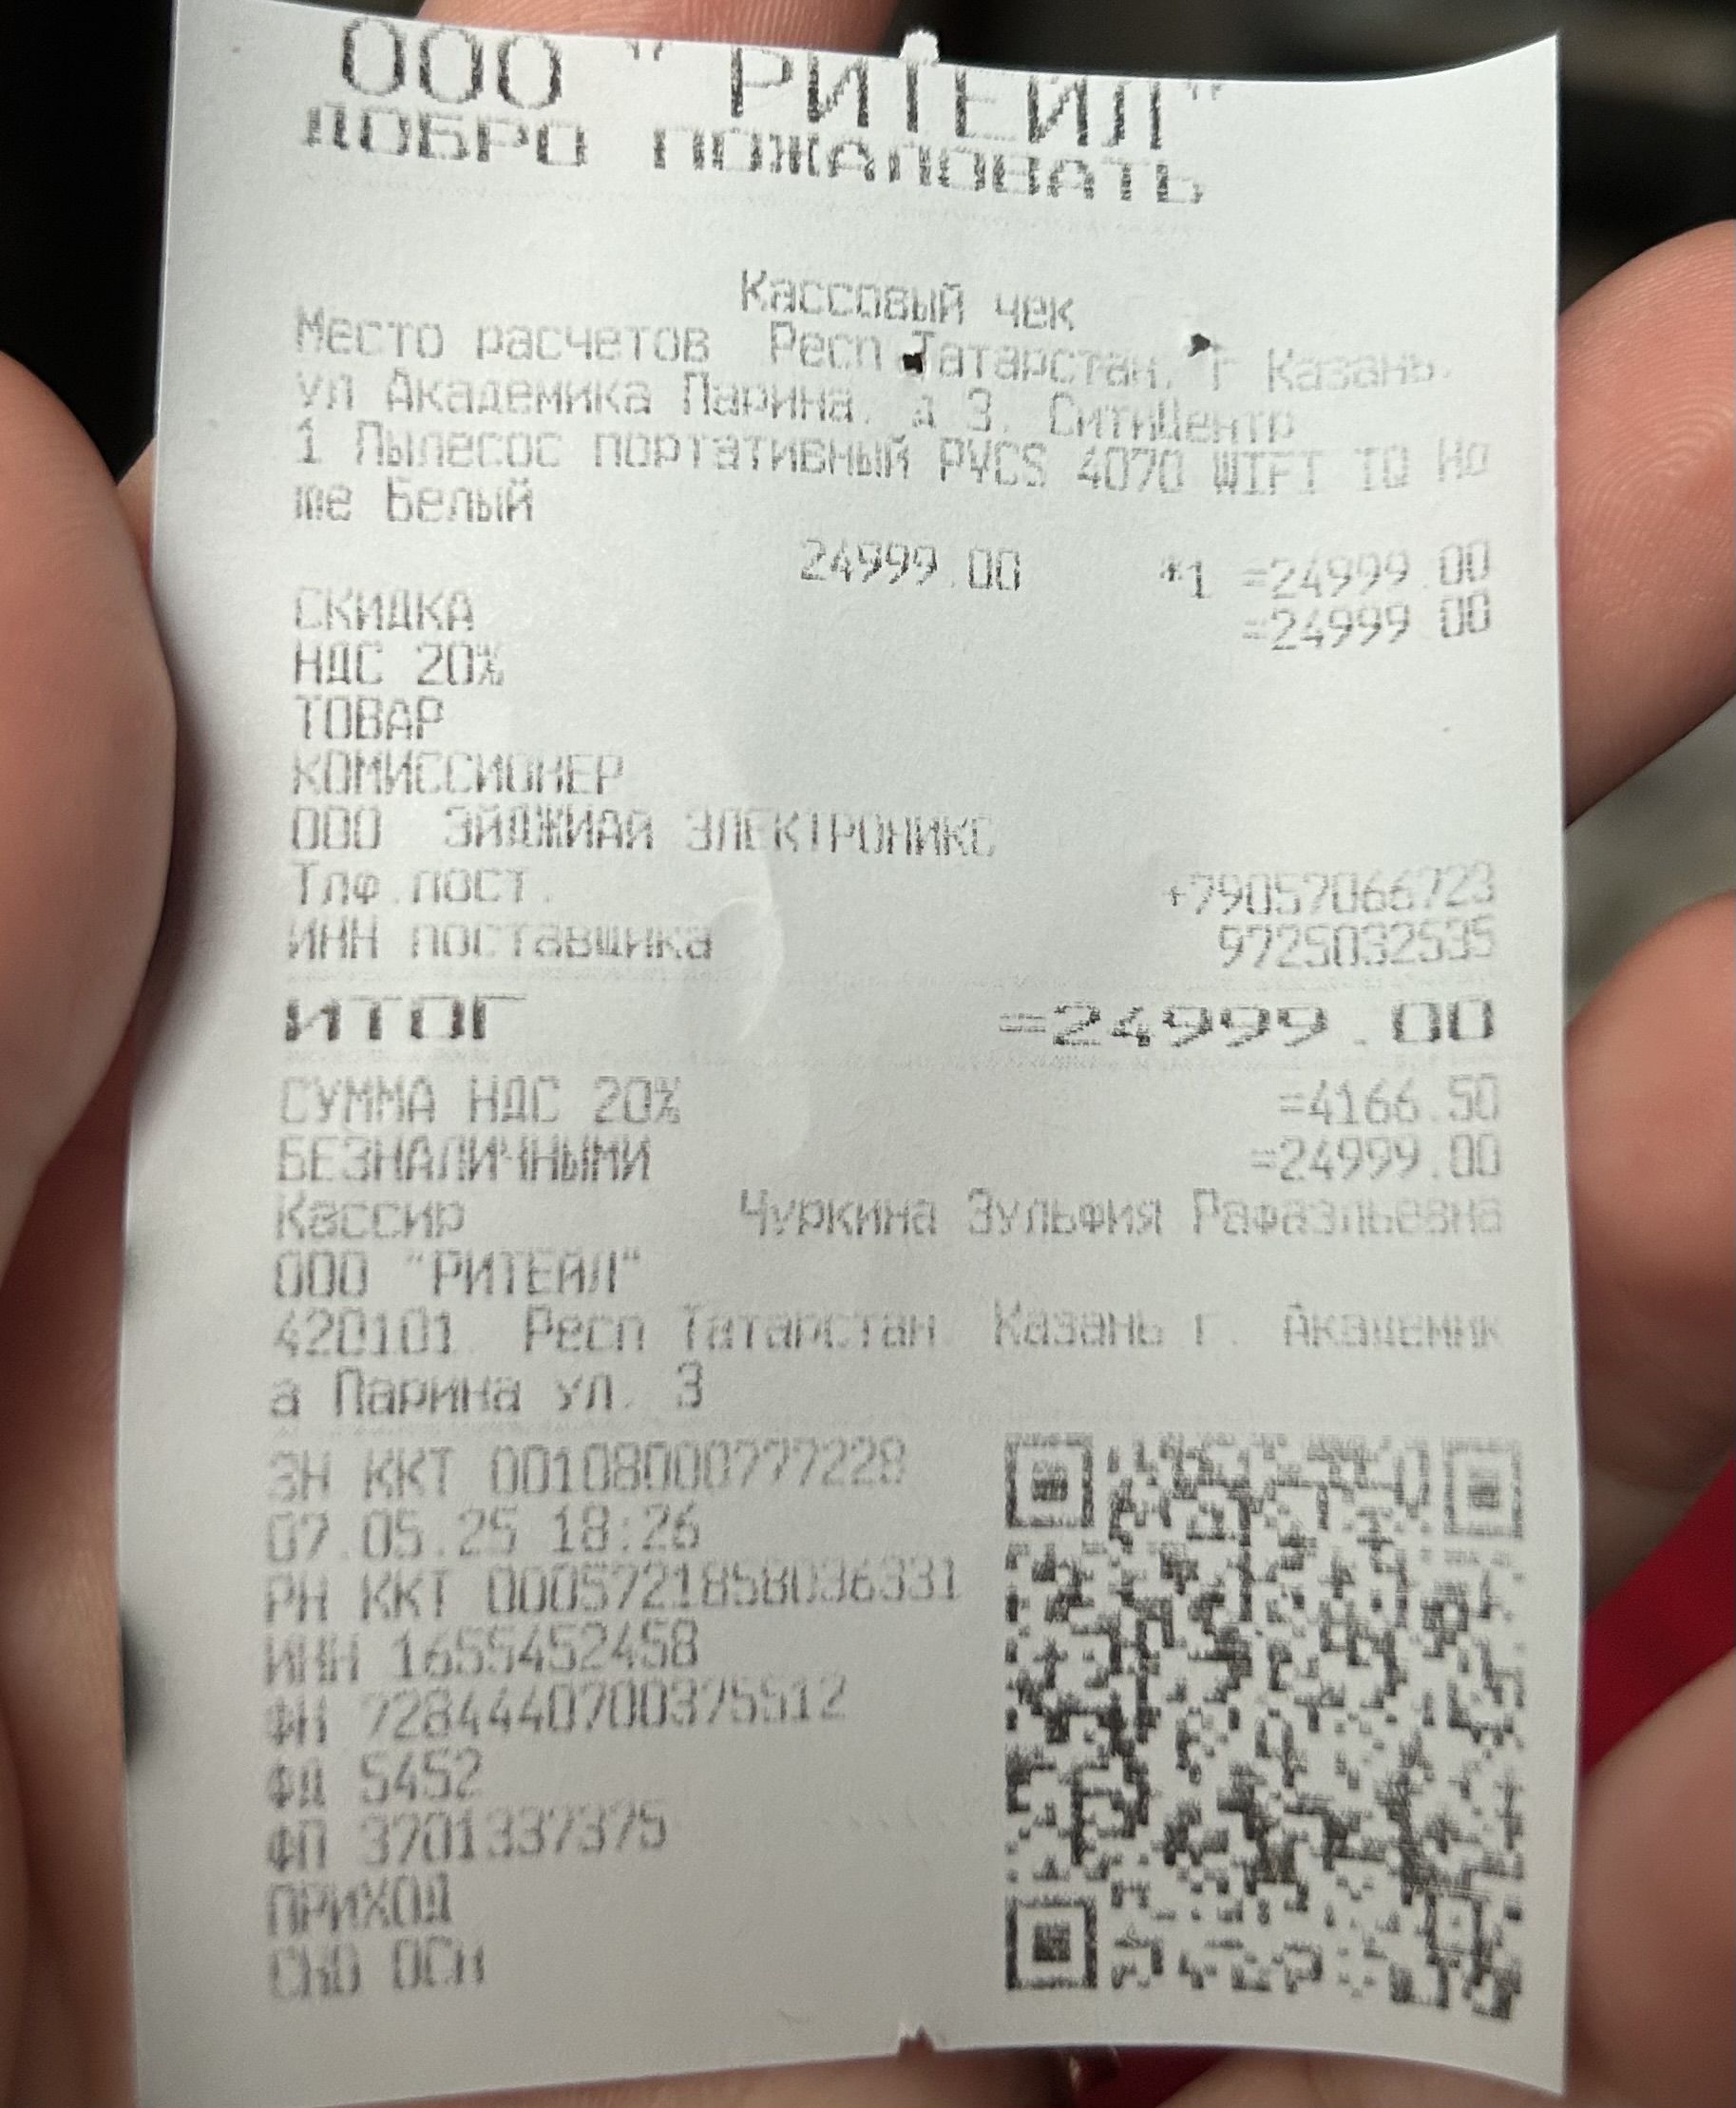 ООО " РИТЕЙЛ"
ДОБРО ПОЖАЛОВАТЬ
Кассовый чек
Место расчетов Респ Татарстан, г Казань,
ул Академика Парина, д 3, СитиЦентр
1 Пылесос портативный PVCS 4070 WIFI IQ Ho
me Белый
24999.00 *1 =24999.00
СКИДКА =24999.00
НДС 20%
ТОВАР
КОМИССИОНЕР
ООО ЭЙДЖИАЙ ЭЛЕКТРОНИКС
Тлф.пост. +79057066723
ИНН поставщика 9725032535
ИТОГ =24999.00
СУММА НДС 20% =4166.50
БЕЗНАЛИЧНЫМИ =24999.00
Кассир Чуркина Зульфия Рафаэльевна
ООО "РИТЕЙЛ"
420101, Респ Татарстан, Казань г, Академик
а Парина ул, 3
ЗН ККТ 00108000777228
07.05.25 18:26
РН ККТ 0005721858036331
ИНН 1655452458
ФН 7284440700375512
ФД 5452
ФП 3701337375
ПРИХОД
СНО ОСН